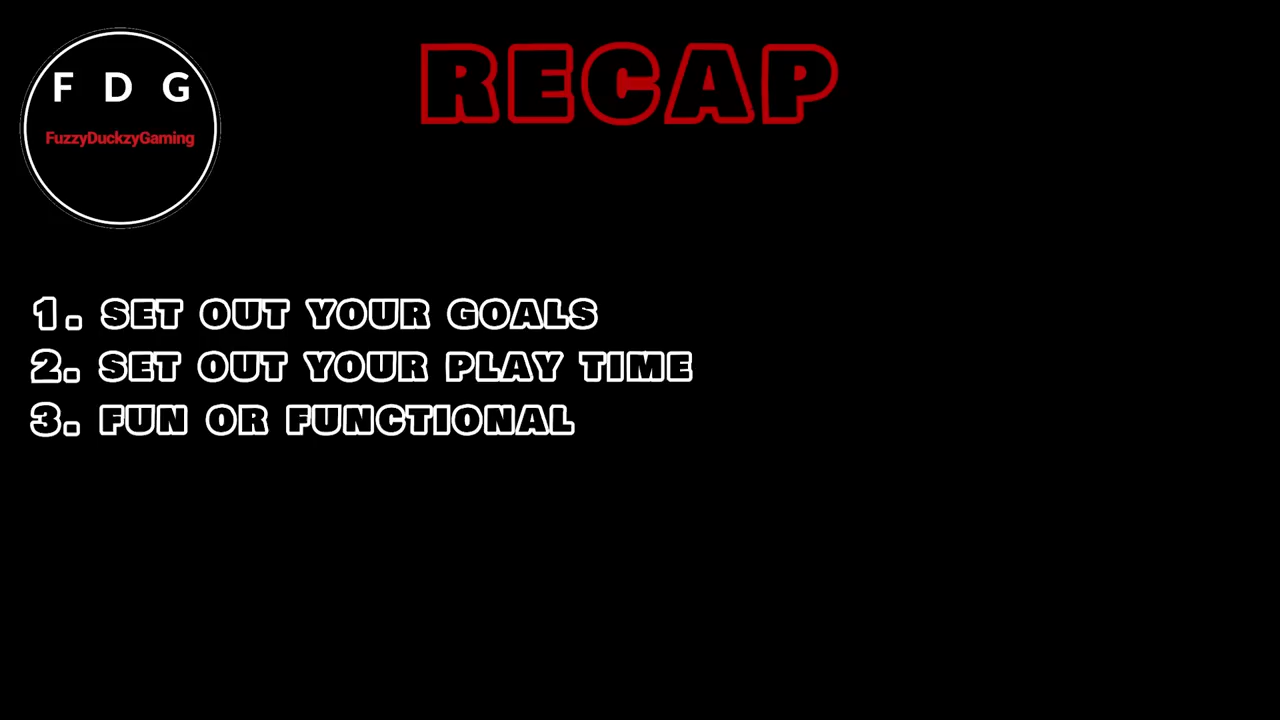 F D G
FuzzyDuckzyGaming
RECAP
1. SET OUT YOUR GOALS
2. SET OUT YOUR PLAY TIME
3. FUN OR FUNCTIONAL